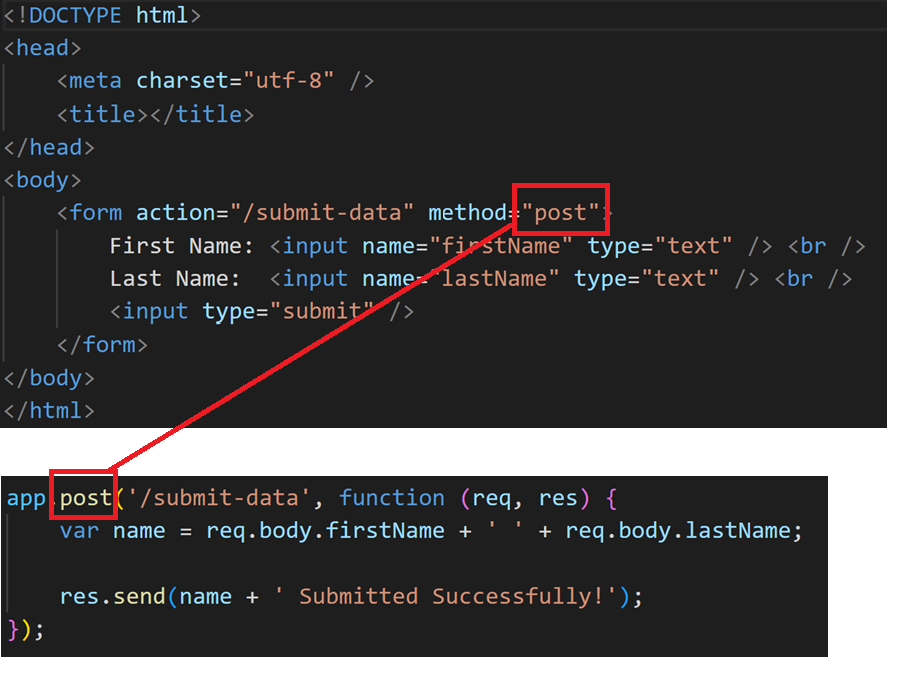 <!DOCTYPE html>
<head>
    <meta charset="utf-8" />
    <title></title>
</head>
<body>
    <form action="/submit-data" method="post">
        First Name: <input name="firstName" type="text" /> <br />
        Last Name:  <input name="lastName" type="text" /> <br />
        <input type="submit" />
    </form>
</body>
</html>
app.post('/submit-data', function (req, res) {
    var name = req.body.firstName + ' ' + req.body.lastName;
    res.send(name + ' Submitted Successfully!');
});